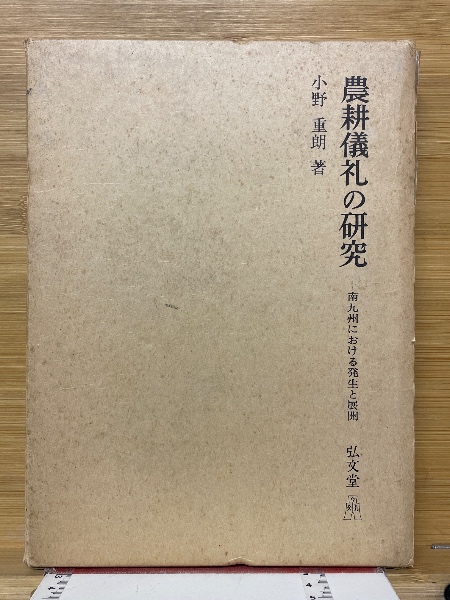 農耕儀礼の研究
―南九州における発生と展開
小野重朗 著
弘文堂